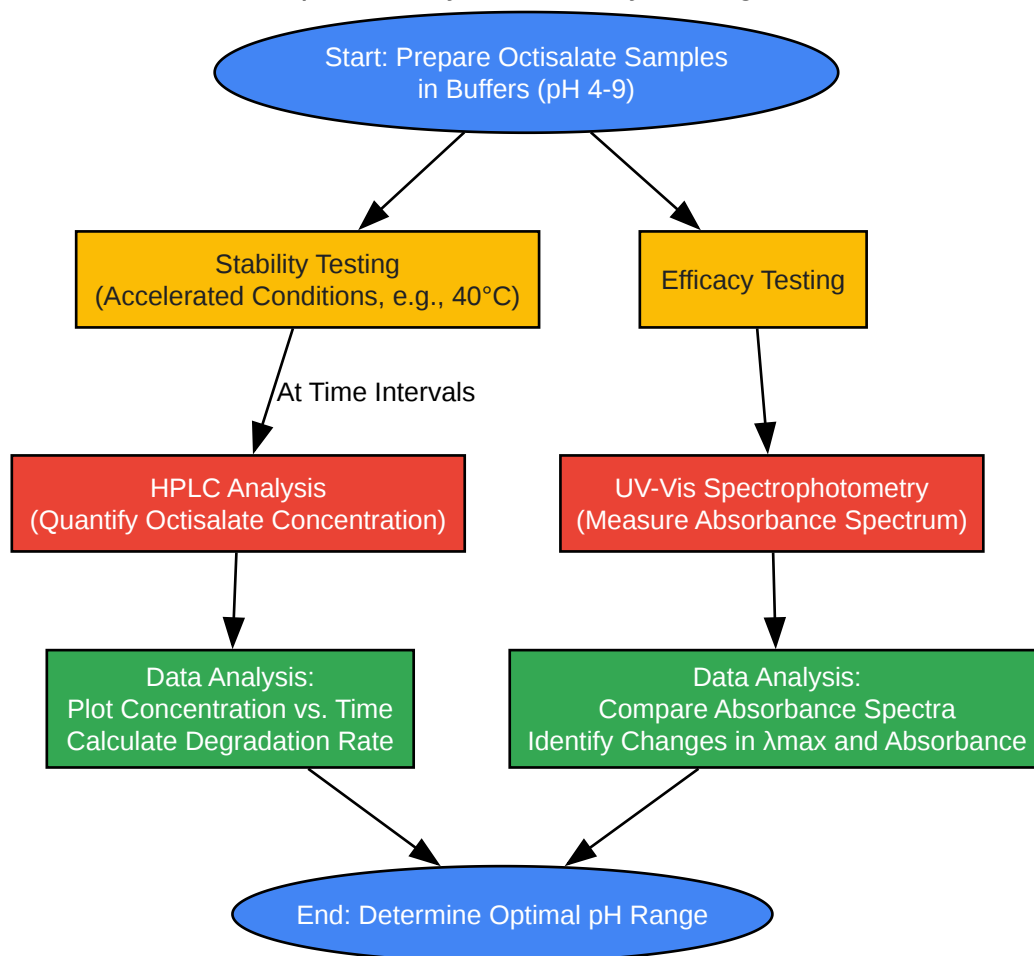 Start: Prepare Octisalate Samples
in Buffers (pH 4-9)
Stability Testing
(Accelerated Conditions, e.g., 40°C)
Efficacy Testing
At Time Intervals
HPLC Analysis
(Quantify Octisalate Concentration)
UV-Vis Spectrophotometry
(Measure Absorbance Spectrum)
Data Analysis:
Plot Concentration vs. Time
Calculate Degradation Rate
Data Analysis:
Compare Absorbance Spectra
Identify Changes in λmax and Absorbance
End: Determine Optimal pH Range